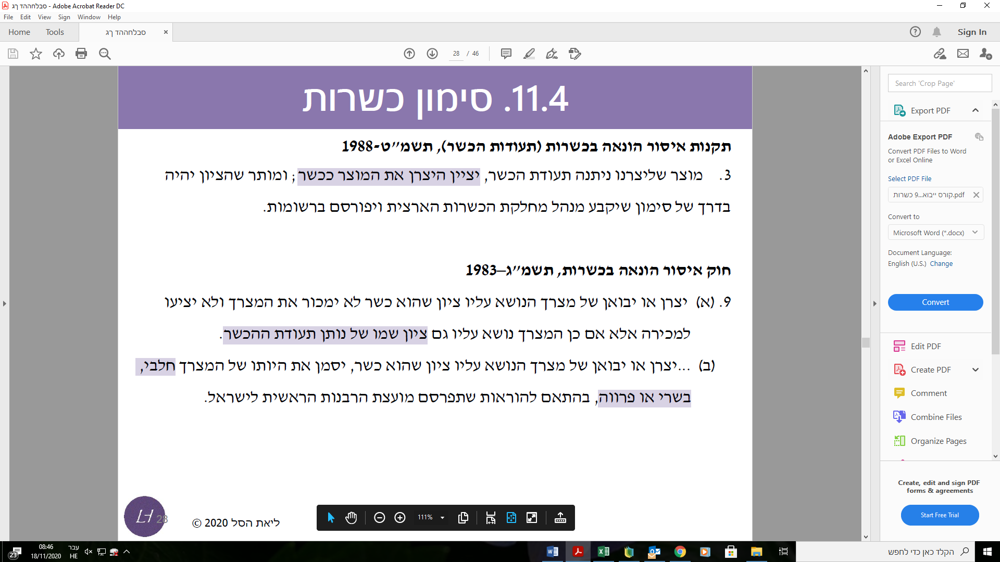 גך סבלחההד - Adobe Acrobat Reader DC
File Edit View Sign Window Help
Home Tools גך סבלחההד
Sign In
28 / 46
11.4. סימון כשרות
תקנות איסור הונאה בכשרות (תעודות הכשר), תשמ"ט-1988
3. מוצר שליצרנו ניתנה תעודת הכשר, יציין היצרן את המוצר ככשר; ומותר שהציון יהיה
בדרך של סימון שיקבע מנהל מחלקת הכשרות הארצית ויפורסם ברשומות.
חוק איסור הונאה בכשרות, תשמ"ג–1983
9. (א) יצרן או יבואן של מצרך הנושא עליו ציון שהוא כשר לא ימכור את המצרך ולא יציעו
למכירה אלא אם כן המצרך נושא עליו גם ציון שמו של נותן תעודת ההכשר.
(ב) ...יצרן או יבואן של מצרך הנושא עליו ציון שהוא כשר, יסמן את היותו של המצרך חלבי,
בשרי או פרווה, בהתאם להוראות שתפרסם מועצת הרבנות הראשית לישראל.
LH 28
ליאת הסל 2020 ©
111%
Search 'Crop Page'
Export PDF
Adobe Export PDF
Convert PDF Files to Word
or Excel Online
Select PDF File
קורס ייבוא...9 כשרות.pdf
Convert to
Microsoft Word (*.docx)
Document Language:
English (U.S.) Change
Convert
Edit PDF
Create PDF
Comment
Combine Files
Organize Pages
Create, edit and sign PDF
forms & agreements
Start Free Trial
23
08:46
18/11/2020
עבר
HE
הקלד כאן כדי לחפש